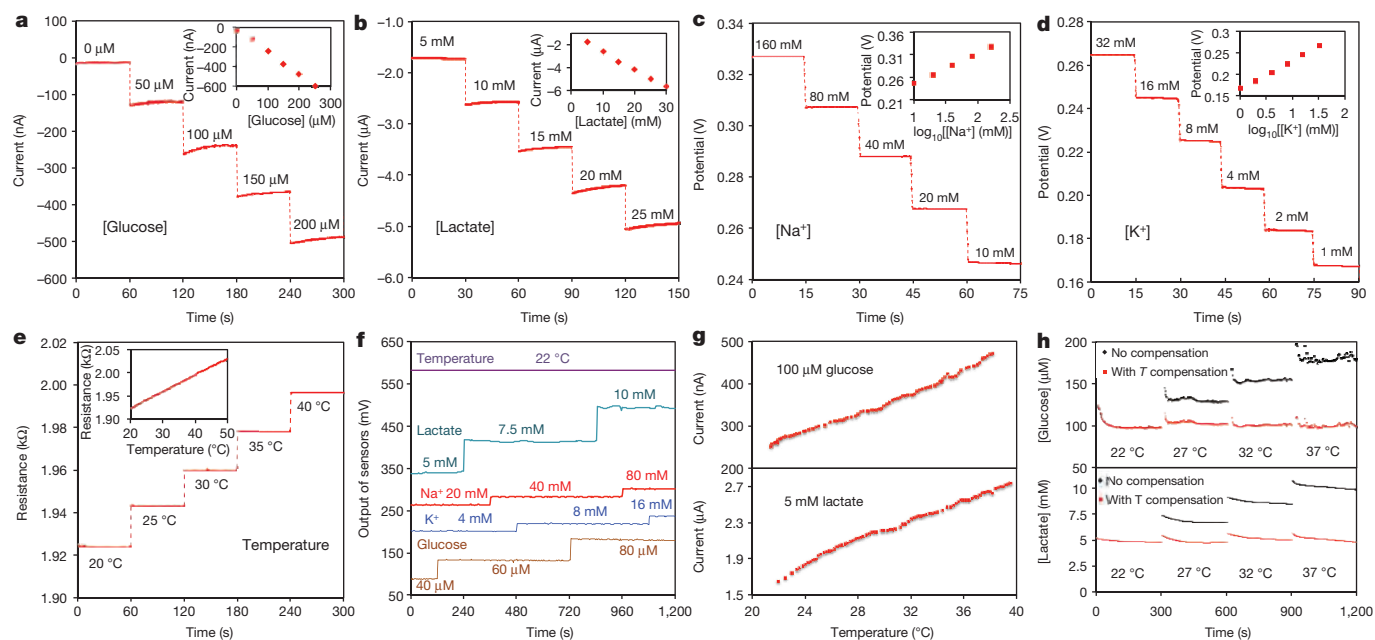 a
Current (nA)
100
0
–100
–200
–300
–400
–500
–600
0 μM
50 μM
100 μM
150 μM
200 μM
[Glucose]
0
60
120
180
240
300
Time (s)
Current (nA)
0
–200
–400
–600
0
100
200
300
[Glucose] (μM)
b
Current (μA)
–1.0
–2.0
–3.0
–4.0
–5.0
–6.0
5 mM
10 mM
15 mM
20 mM
25 mM
[Lactate]
0
30
60
90
120
150
Time (s)
Current (μA)
–2
–4
–6
0
10
20
30
[Lactate] (mM)
c
Potential (V)
0.34
0.32
0.30
0.28
0.26
0.24
160 mM
80 mM
40 mM
20 mM
10 mM
[Na⁺]
0
15
30
45
60
75
Time (s)
Potential (V)
0.36
0.31
0.26
0.21
1
1.5
2
2.5
log₁₀[[Na⁺] (mM)]
d
Potential (V)
0.28
0.26
0.24
0.22
0.20
0.18
0.16
32 mM
16 mM
8 mM
4 mM
2 mM
1 mM
[K⁺]
0
15
30
45
60
75
90
Time (s)
Potential (V)
0.30
0.25
0.20
0.15
0
0.5
1
1.5
2
log₁₀[[K⁺] (mM)]
e
Resistance (kΩ)
2.02
2.00
1.98
1.96
1.94
1.92
1.90
20 °C
25 °C
30 °C
35 °C
40 °C
Temperature
0
60
120
180
240
300
Time (s)
Resistance (kΩ)
2.05
2.00
1.95
1.90
20
30
40
50
Temperature (°C)
f
Output of sensors (mV)
650
550
450
350
250
150
50
Temperature
22 °C
Lactate
5 mM
7.5 mM
10 mM
Na⁺ 20 mM
40 mM
80 mM
K⁺
4 mM
8 mM
16 mM
Glucose
40 μM
60 μM
80 μM
0
240
480
720
960
1,200
Time (s)
g
Current (nA)
500
400
300
200
100 μM glucose
Current (μA)
2.7
2.3
1.9
1.5
5 mM lactate
20
24
28
32
36
40
Temperature (°C)
h
[Glucose] (μM)
200
150
100
50
No compensation
With T compensation
22 °C
27 °C
32 °C
37 °C
[Lactate] (mM)
10
7.5
5
2.5
0
No compensation
With T compensation
22 °C
27 °C
32 °C
37 °C
0
300
600
900
1,200
Time (s)